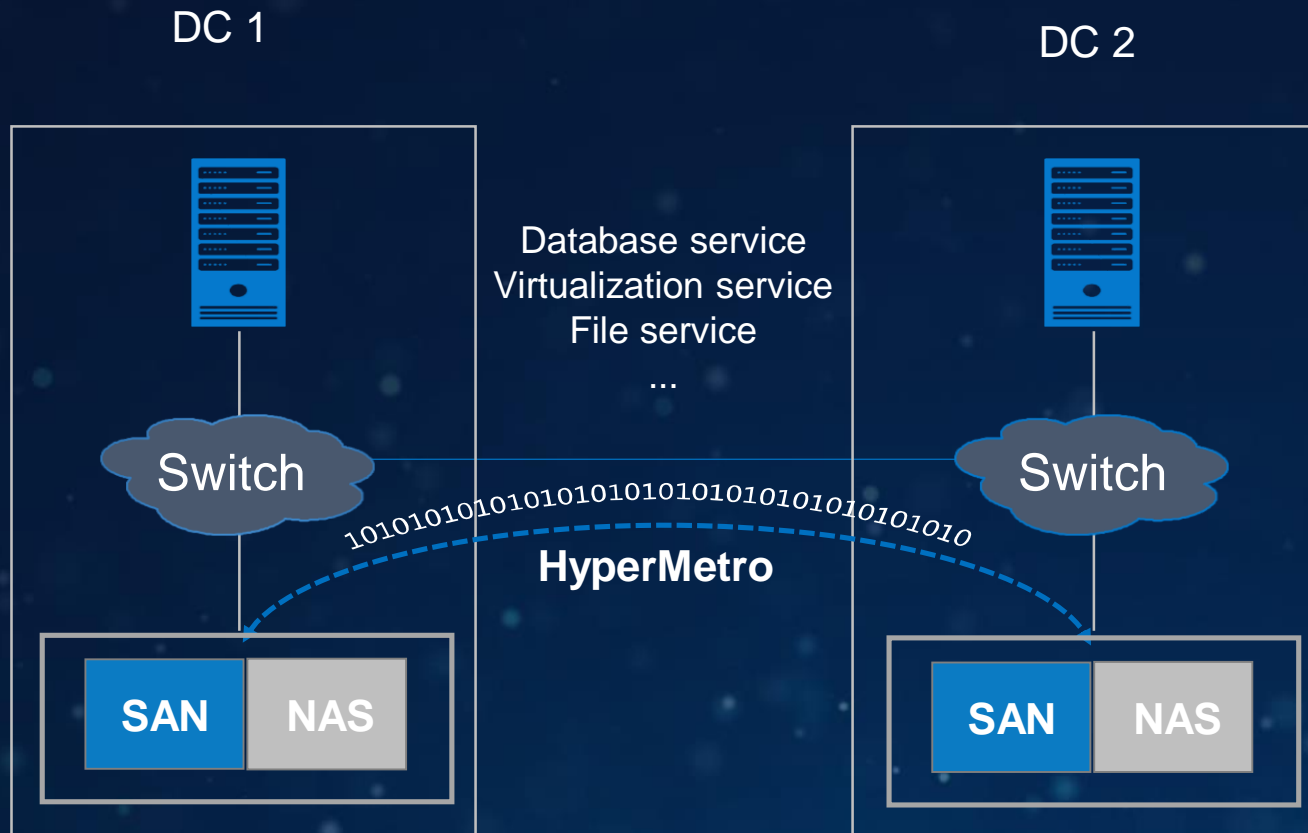 DC 1
DC 2
Database service
Virtualization service
File service
...
Switch
Switch
1010101010101010101010101010101010101010
HyperMetro
SAN
NAS
SAN
NAS